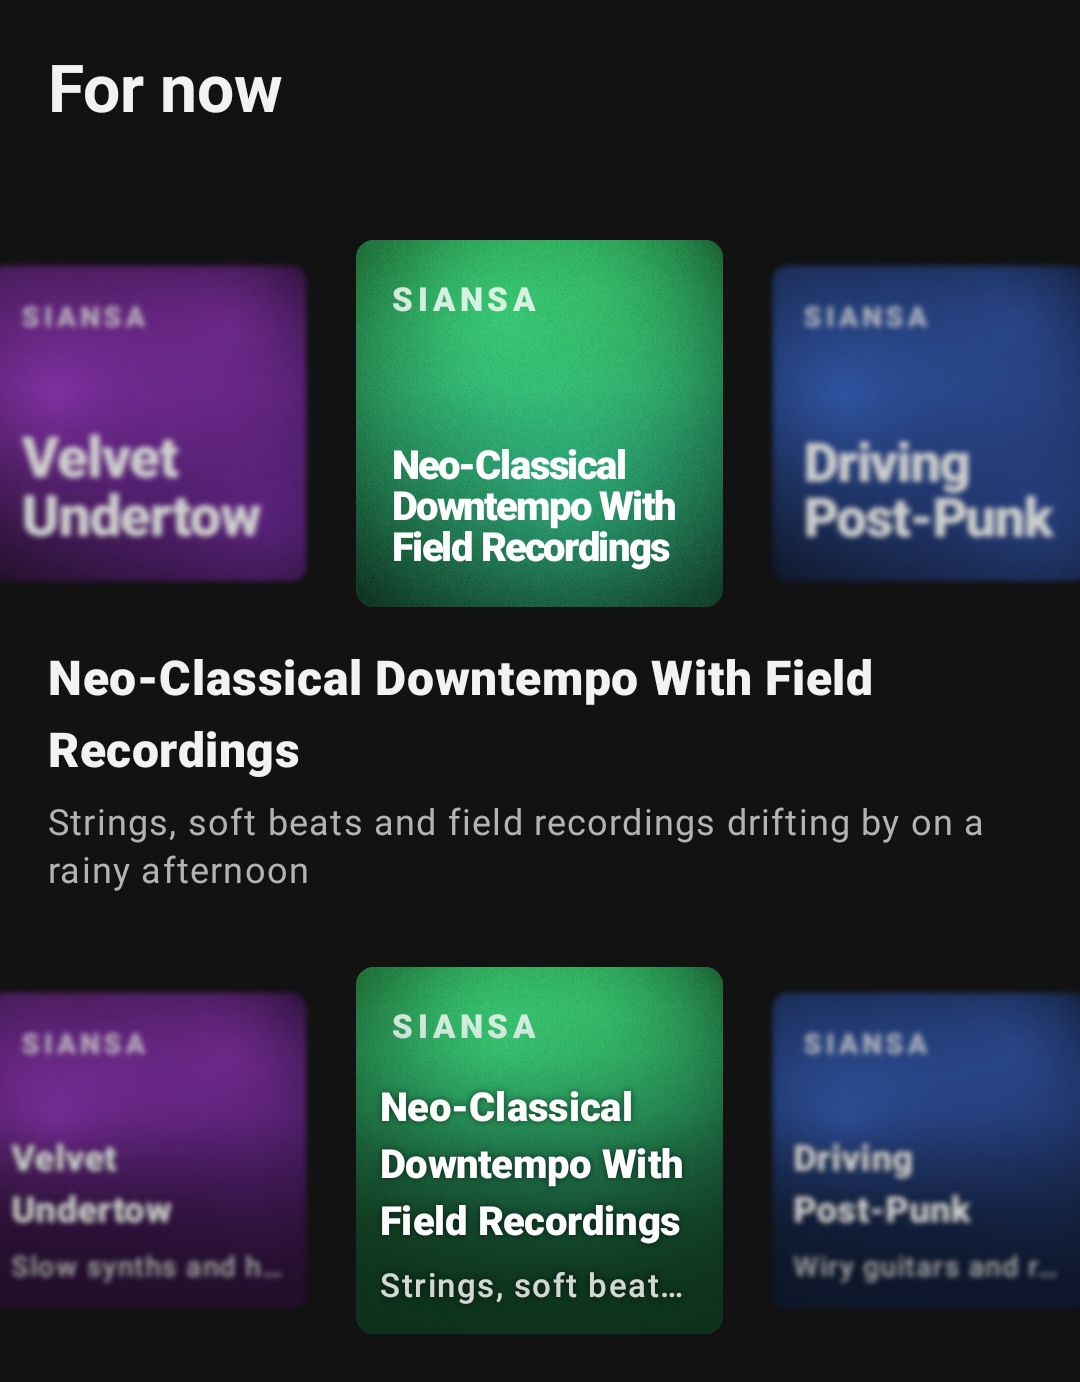 For now
SIANSA
Velvet
Undertow
SIANSA
Neo-Classical
Downtempo With
Field Recordings
SIANSA
Driving
Post-Punk
Neo-Classical Downtempo With Field
Recordings
Strings, soft beats and field recordings drifting by on a
rainy afternoon
SIANSA
Velvet
Undertow
Slow synths and h…
SIANSA
Neo-Classical
Downtempo With
Field Recordings
Strings, soft beat…
SIANSA
Driving
Post-Punk
Wiry guitars and r…